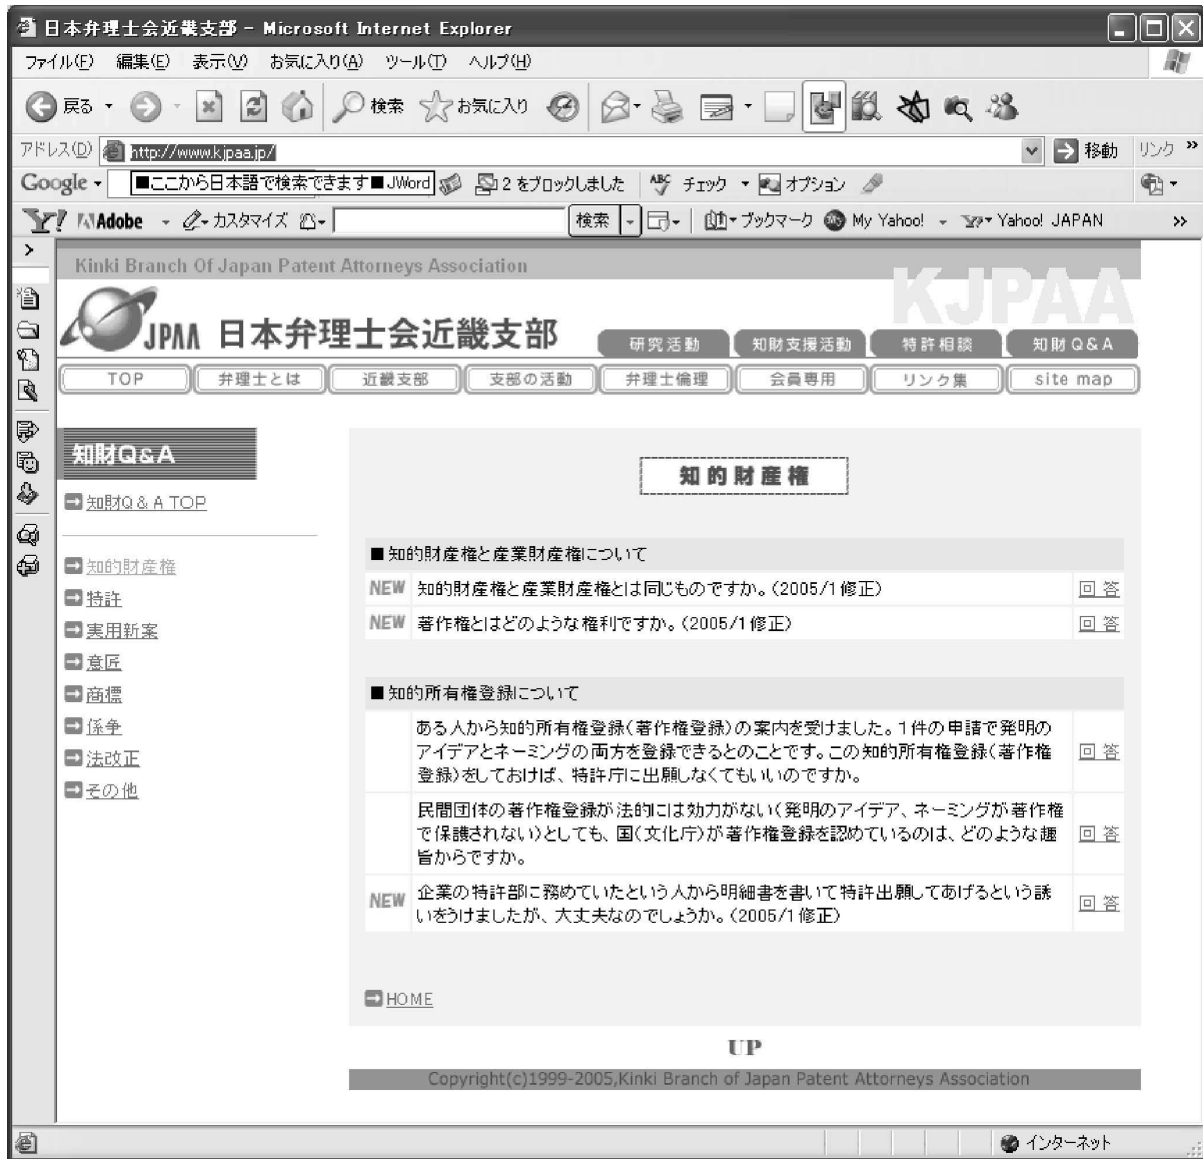 日本弁理士会近畿支部 - Microsoft Internet Explorer
ファイル(F) 編集(E) 表示(V) お気に入り(A) ツール(T) ヘルプ(H)
戻る 検索 お気に入り
アドレス(D) http://www.kjpaa.jp/ 移動 リンク »
Google ■ここから日本語で検索できます■JWord 2 をブロックしました ABC チェック オプション
Y! Adobe カスタマイズ 検索 ブックマーク My Yahoo! Yahoo! JAPAN »
Kinki Branch Of Japan Patent Attorneys Association
KJPAA
JPAA 日本弁理士会近畿支部
研究活動 知財支援活動 特許相談 知財Q&A
TOP 弁理士とは 近畿支部 支部の活動 弁理士倫理 会員専用 リンク集 site map
知財Q&A
知財Q & A TOP
知的財産権
特許
実用新案
意匠
商標
係争
法改正
その他
知的財産権
■知的財産権と産業財産権について
NEW 知的財産権と産業財産権とは同じものですか。(2005/1修正) 回答
NEW 著作権とはどのような権利ですか。(2005/1修正) 回答
■知的所有権登録について
ある人から知的所有権登録(著作権登録)の案内を受けました。1件の申請で発明の
アイデアとネーミングの両方を登録できるとのことです。この知的所有権登録(著作権
登録)をしておけば、特許庁に出願しなくてもいいのですか。
回答
民間団体の著作権登録が法的には効力がない(発明のアイデア、ネーミングが著作権
で保護されない)としても、国(文化庁)が著作権登録を認めているのは、どのような趣
旨からですか。
回答
NEW 企業の特許部に務めていたという人から明細書を書いて特許出願してあげるという誘
いをうけましたが、大丈夫なのでしょうか。(2005/1修正)
回答
HOME
UP
Copyright(c)1999-2005,Kinki Branch of Japan Patent Attorneys Association
インターネット